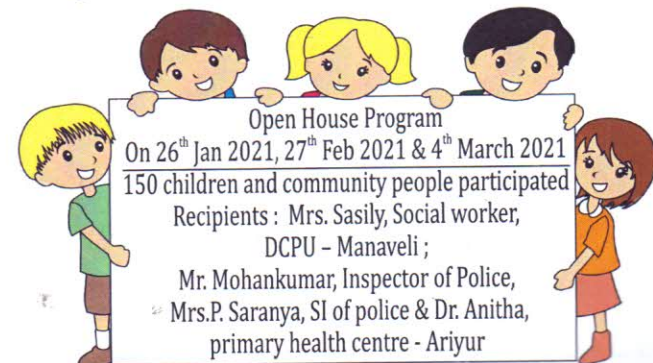 Open House Program
On 26th Jan 2021, 27th Feb 2021 & 4th March 2021
150 children and community people participated
Recipients : Mrs. Sasily, Social worker,
DCPU – Manaveli ;
Mr. Mohankumar, Inspector of Police,
Mrs.P. Saranya, SI of police & Dr. Anitha,
primary health centre - Ariyur